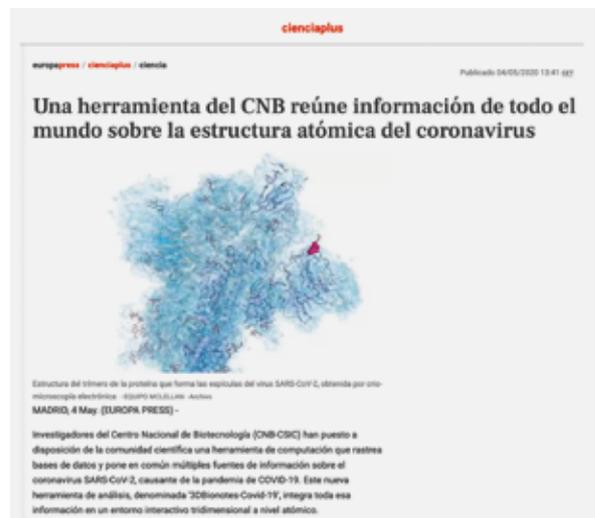 cienciaplus
europapress / cienciaplus / ciencia
Publicado 04/05/2020 13:41 CET
Una herramienta del CNB reúne información de todo el
mundo sobre la estructura atómica del coronavirus
Estructura del trímero de la proteína que forma las espículas del virus SARS-CoV-2, obtenida por crio-
microscopía electrónica - EQUIPO MCLELLAN - Archivo
MADRID, 4 May. (EUROPA PRESS) -
Investigadores del Centro Nacional de Biotecnología (CNB-CSIC) han puesto a
disposición de la comunidad científica una herramienta de computación que rastrea
bases de datos y pone en común múltiples fuentes de información sobre el
coronavirus SARS-CoV-2, causante de la pandemia de COVID-19. Este nueva
herramienta de análisis, denominada '3DBionotes-Covid-19', integra toda esa
información en un entorno interactivo tridimensional a nivel atómico.